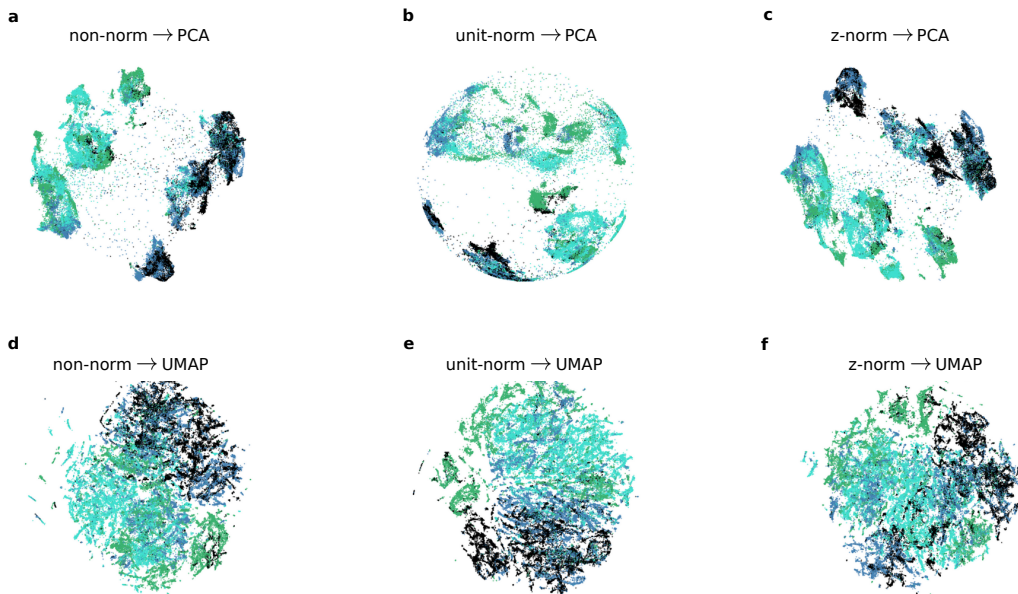 a
non-norm → PCA
b
unit-norm → PCA
c
z-norm → PCA
d
non-norm → UMAP
e
unit-norm → UMAP
f
z-norm → UMAP